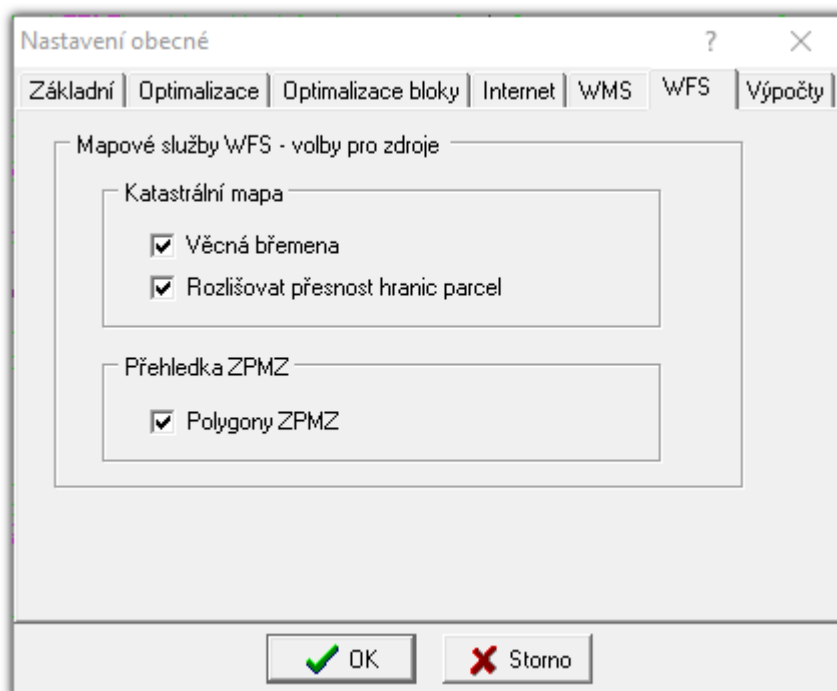 Nastavení obecné ?
Základní Optimalizace Optimalizace bloky Internet WMS WFS Výpočty
Mapové služby WFS - volby pro zdroje
Katastrální mapa
Věcná břemena
Rozlišovat přesnost hranic parcel
Přehledka ZPMZ
Polygony ZPMZ
OK Storno